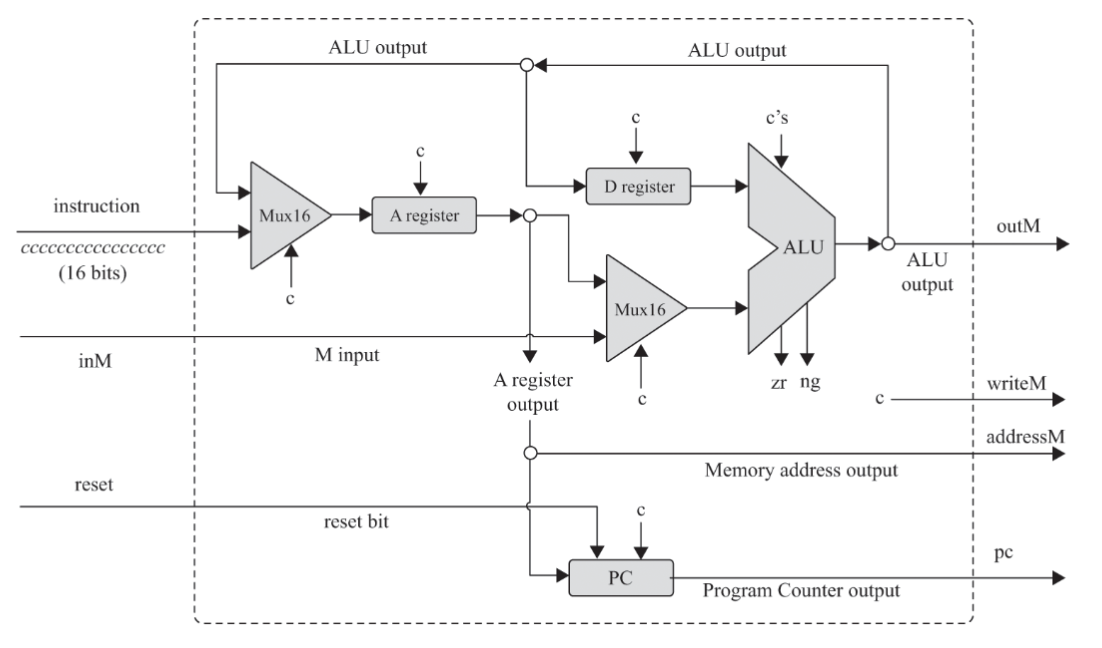 ALU output
ALU output
c
c's
c
instruction
cccccccccccccccc
(16 bits)
Mux16
A register
D register
ALU
outM
ALU
output
c
Mux16
inM
M input
c
zr
ng
A register
output
c
writeM
addressM
Memory address output
reset
reset bit
c
PC
pc
Program Counter output